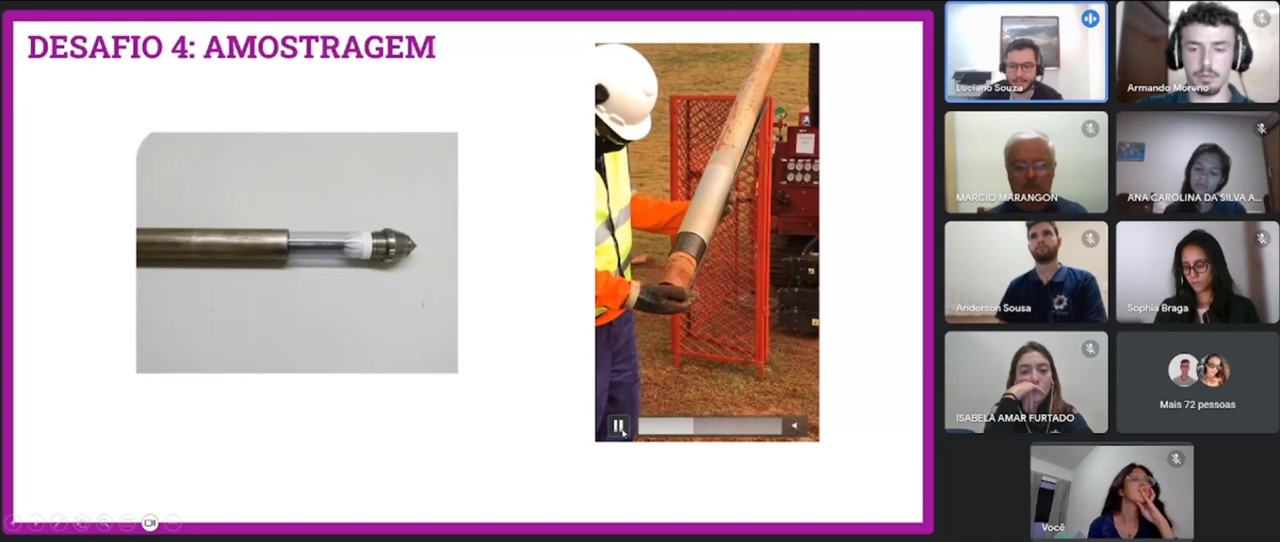 DESAFIO 4: AMOSTRAGEM
Luciano Souza
Armando Moreno
MARCIO MARANGON
ANA CAROLINA DA SILVA A...
Anderson Sousa
Sophia Braga
ISABELA AMAR FURTADO
Mais 72 pessoas
Você